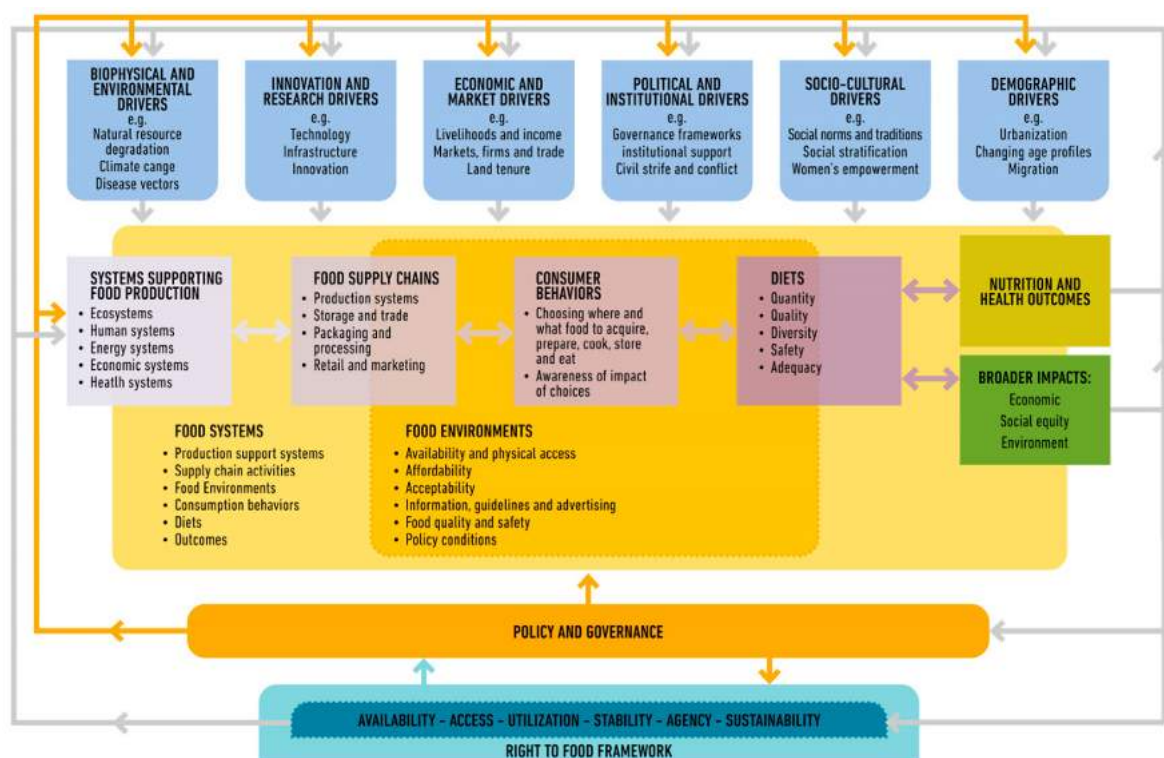 BIOPHYSICAL AND
ENVIRONMENTAL
DRIVERS
e.g.
Natural resource
degradation
Climate cange
Disease vectors
INNOVATION AND
RESEARCH DRIVERS
e.g.
Technology
Infrastructure
Innovation
ECONOMIC AND
MARKET DRIVERS
e.g.
Livelihoods and income
Markets, firms and trade
Land tenure
POLITICAL AND
INSTITUTIONAL DRIVERS
e.g.
Governance frameworks
institutional support
Civil strife and conflict
SOCIO-CULTURAL
DRIVERS
e.g.
Social norms and traditions
Social stratification
Women's empowerment
DEMOGRAPHIC
DRIVERS
e.g.
Urbanization
Changing age profiles
Migration
SYSTEMS SUPPORTING
FOOD PRODUCTION
• Ecosystems
• Human systems
• Energy systems
• Economic systems
• Heatlh systems
FOOD SUPPLY CHAINS
• Production systems
• Storage and trade
• Packaging and
processing
• Retail and marketing
CONSUMER
BEHAVIORS
• Choosing where and
what food to acquire,
prepare, cook, store
and eat
• Awareness of impact
of choices
DIETS
• Quantity
• Quality
• Diversity
• Safety
• Adequacy
NUTRITION AND
HEALTH OUTCOMES
BROADER IMPACTS:
Economic
Social equity
Environment
FOOD SYSTEMS
• Production support systems
• Supply chain activities
• Food Environments
• Consumption behaviors
• Diets
• Outcomes
FOOD ENVIRONMENTS
• Availability and physical access
• Affordability
• Acceptability
• Information, guidelines and advertising
• Food quality and safety
• Policy conditions
POLICY AND GOVERNANCE
AVAILABILITY - ACCESS - UTILIZATION - STABILITY - AGENCY - SUSTAINABILITY
RIGHT TO FOOD FRAMEWORK